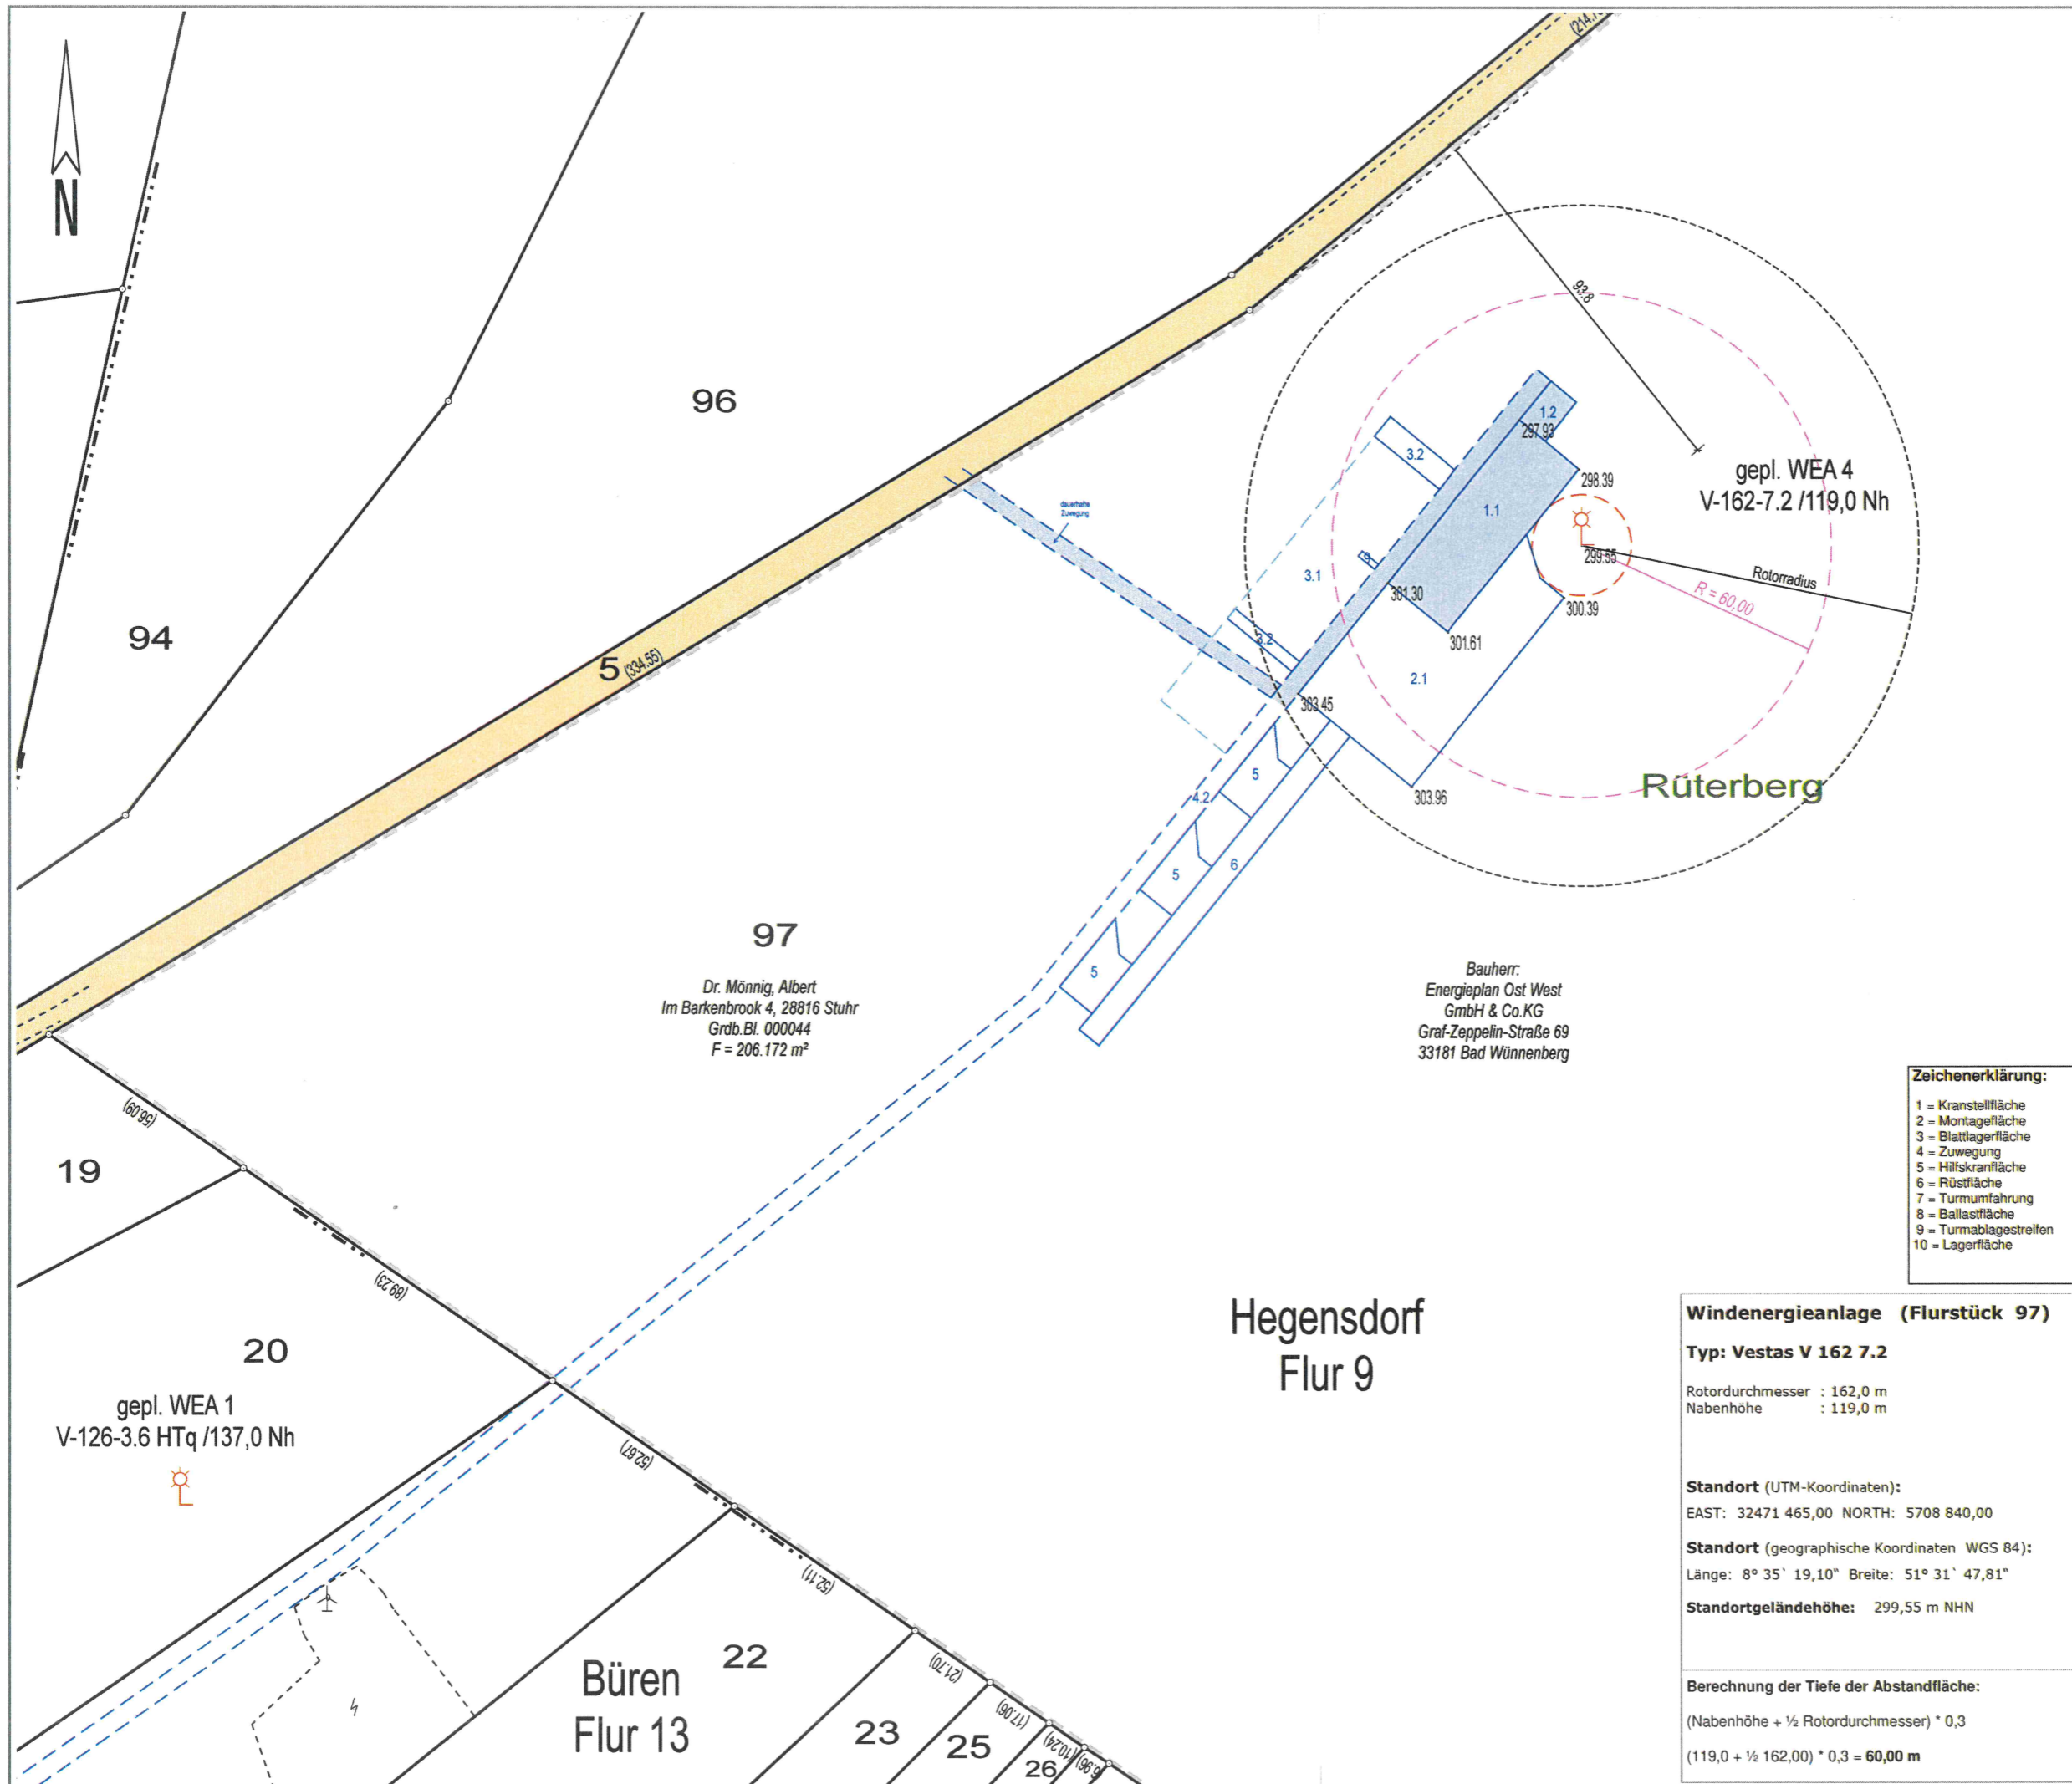 N
(214.7
96
93.8
gepl. WEA 4
V-162-7.2 /119,0 Nh
1.2
297.93
3.2
298.39
1.1
dauerhafte
Zuwegung
9
299.55
3.1
Rotorradius
R = 60,00
301.30
300.39
94
3.2
301.61
5 (334.55)
2.1
303.45
5
4.2
303.96
Rüterberg
6
5
97
5
Dr. Mönnig, Albert
Im Barkenbrook 4, 28816 Stuhr
Grdb.Bl. 000044
F = 206.172 m²
Bauherr:
Energieplan Ost West
GmbH & Co.KG
Graf-Zeppelin-Straße 69
33181 Bad Wünnenberg
Zeichenerklärung:
1 = Kranstellfläche
2 = Montagefläche
3 = Blattlagerfläche
4 = Zuwegung
5 = Hilfskranfläche
6 = Rüstfläche
7 = Turmumfahrung
8 = Ballastfläche
9 = Turmablagestreifen
10 = Lagerfläche
(56.09)
19
(89.23)
20
gepl. WEA 1
V-126-3.6 HTq /137,0 Nh
Hegensdorf
Flur 9
(52.67)
(52.11)
22
Büren
Flur 13
(21.70)
23
(17.06)
25
(10.24)
26
(6.96)
Windenergieanlage (Flurstück 97)
Typ: Vestas V 162 7.2
Rotordurchmesser : 162,0 m
Nabenhöhe : 119,0 m
Standort (UTM-Koordinaten):
EAST: 32471 465,00 NORTH: 5708 840,00
Standort (geographische Koordinaten WGS 84):
Länge: 8° 35` 19,10" Breite: 51° 31` 47,81"
Standortgeländehöhe: 299,55 m NHN
Berechnung der Tiefe der Abstandfläche:
(Nabenhöhe + ½ Rotordurchmesser) * 0,3
(119,0 + ½ 162,00) * 0,3 = 60,00 m